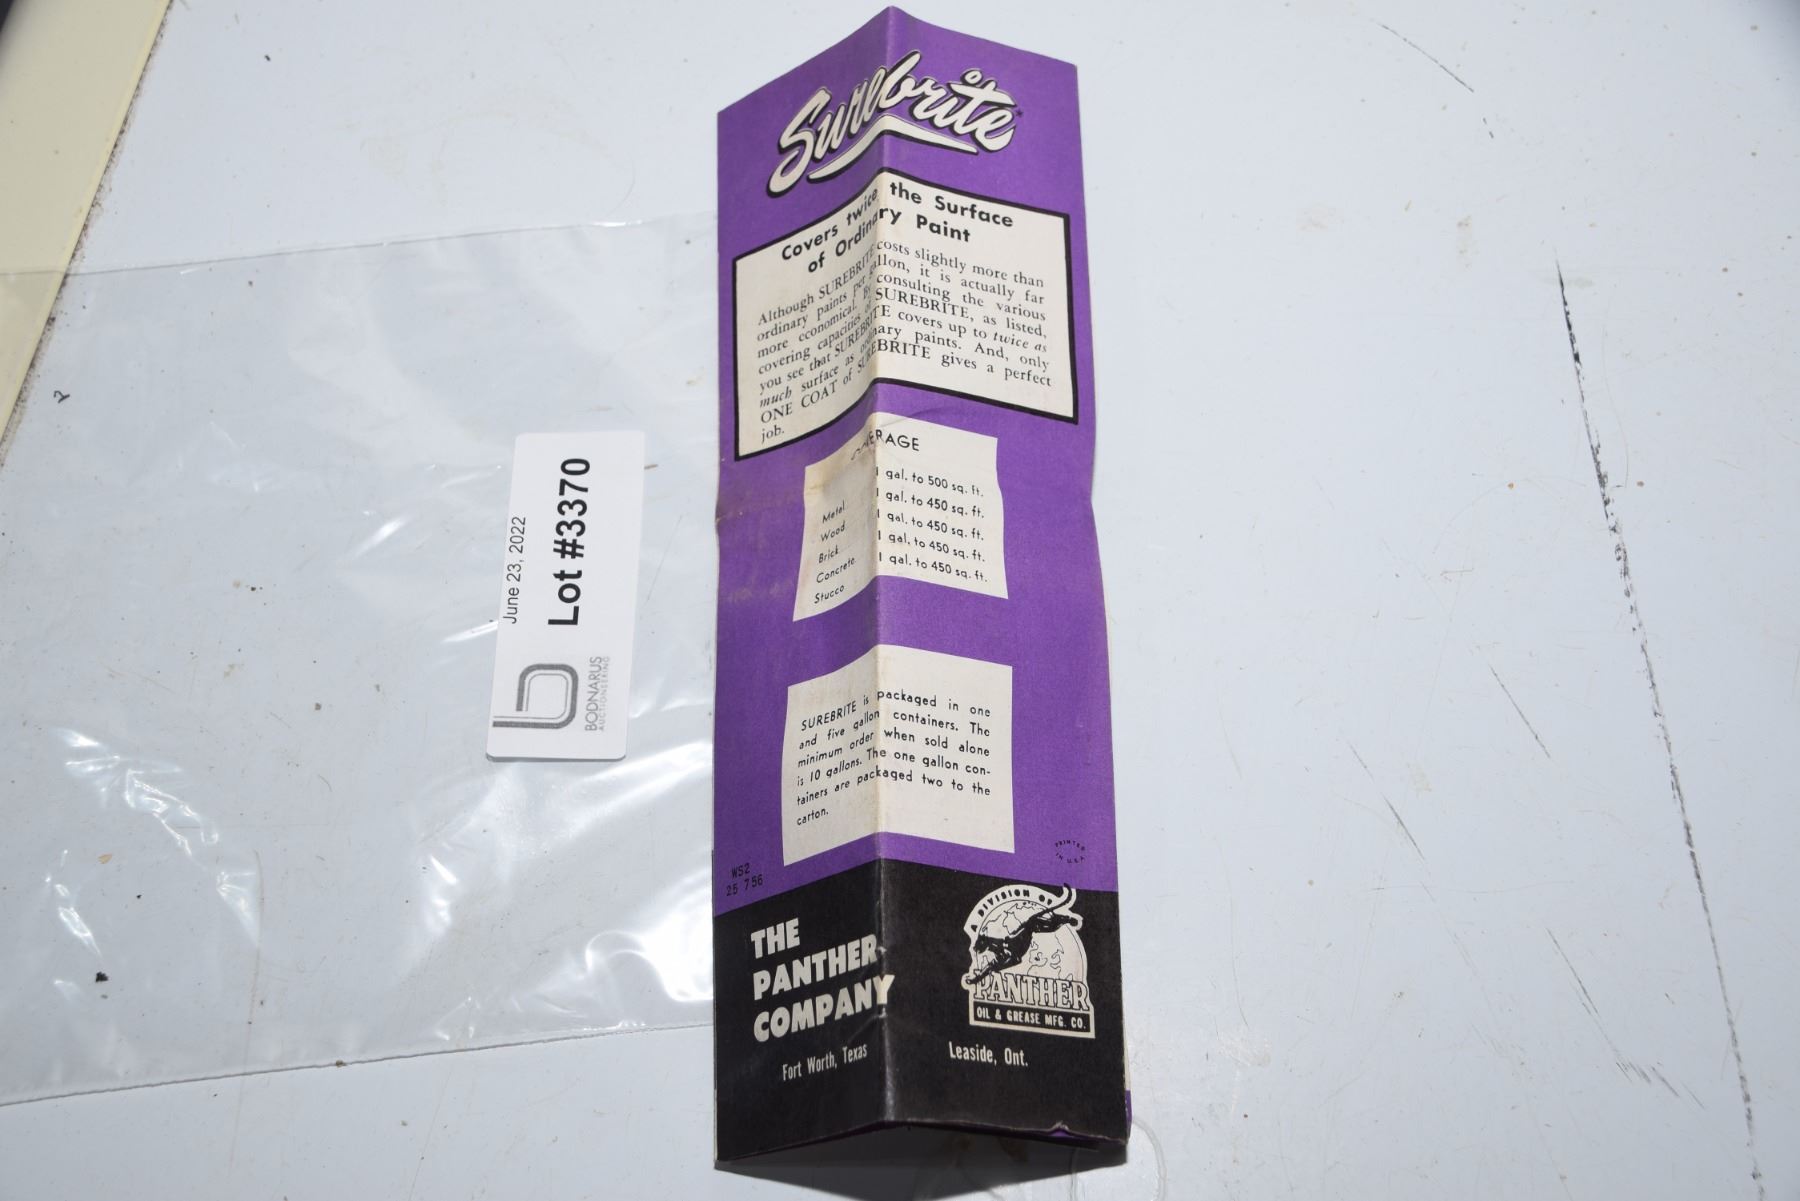 Surebrite
Covers twice the Surface
of Ordinary Paint
Although SUREBRITE costs slightly more than
ordinary paints per gallon, it is actually far
more economical. By consulting the various
covering capacities of SUREBRITE, as listed,
you see that SUREBRITE covers up to twice as
much surface as ordinary paints. And, only
ONE COAT of SUREBRITE gives a perfect
job.
COVERAGE
Metal 1 gal. to 500 sq. ft.
Wood 1 gal. to 450 sq. ft.
Brick 1 gal. to 450 sq. ft.
Concrete 1 gal. to 450 sq. ft.
Stucco 1 gal. to 450 sq. ft.
SUREBRITE is packaged in one
and five gallon containers. The
minimum order when sold alone
is 10 gallons. The one gallon con-
tainers are packaged two to the
carton.
PRINTED
IN U.S.A.
WS2
25 756
THE
PANTHER
COMPANY
Fort Worth, Texas
A DIVISION OF
PANTHER
OIL & GREASE MFG. CO.
Leaside, Ont.
June 23, 2022
Lot #3370
BODNARUS
AUCTIONEERING